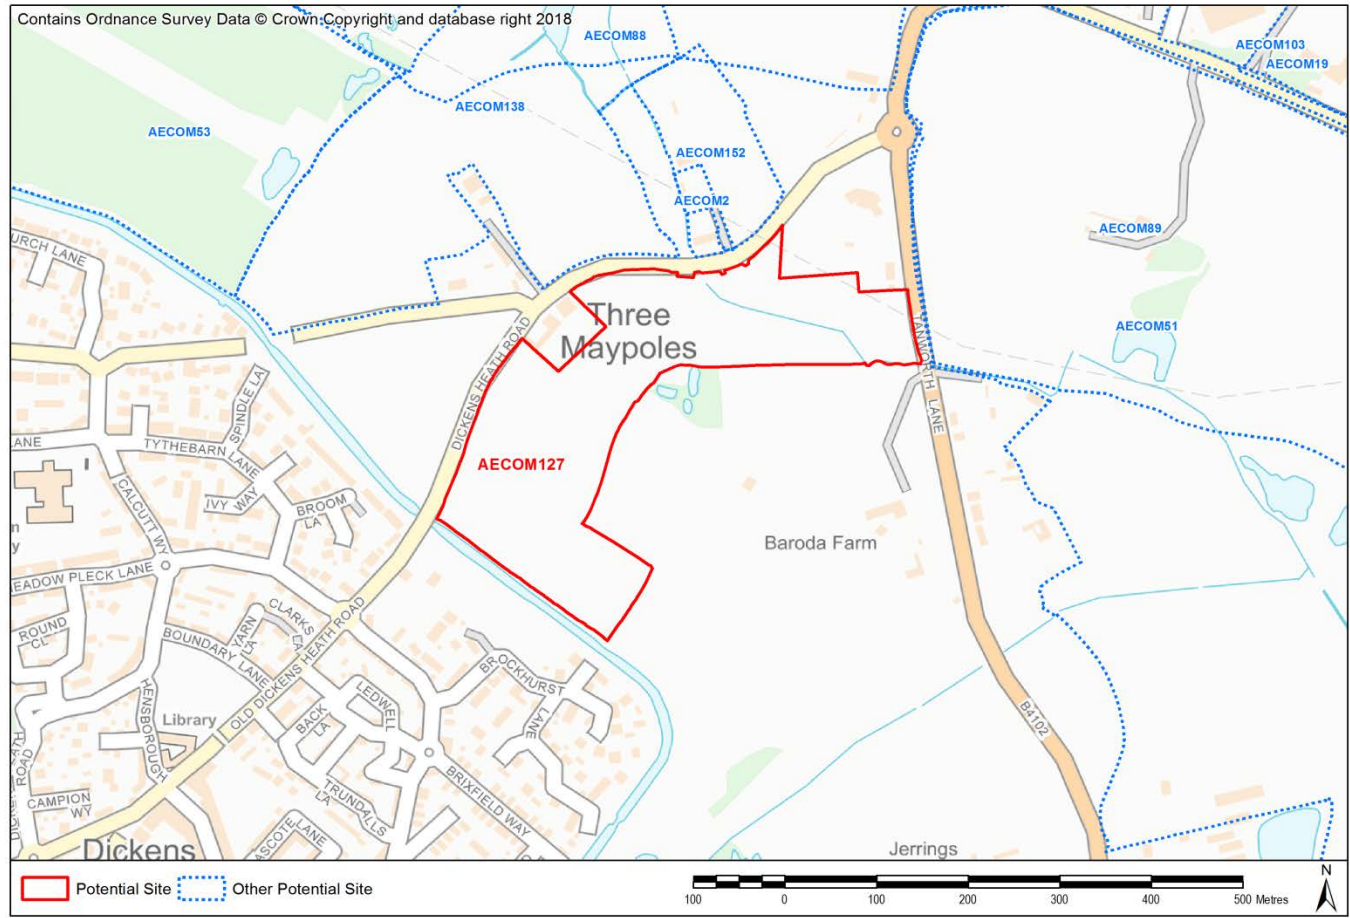 Contains Ordnance Survey Data © Crown Copyright and database right 2018
AECOM88
AECOM103
AECOM19
AECOM138
AECOM53
AECOM152
AECOM2
AECOM89
URCH LANE
Three
Maypoles
AECOM51
TANWORTH LANE
DICKENS HEATH ROAD
SPINDLE LA
LANE
TYTHEBARN LANE
AECOM127
IVY WAY
BROOM LA
CALCUTT WY
n
y
Baroda Farm
EADOW PLECK LANE
CLARKS LA
YARN LA
ROUND CL
BOUNDARY LANE
OLD DICKENS HEATH ROAD
BROCKHURST LANE
LEDWELL
HENSBOROUGH
Library
BACK LA
B4102
ROAD
BRIXFIELD WAY
TRUNDALLS LA
CAMPION WY
ASCOTE LANE
Dickens
Jerrings
Potential Site
Other Potential Site
100 0 100 200 300 400 500 Metres
N